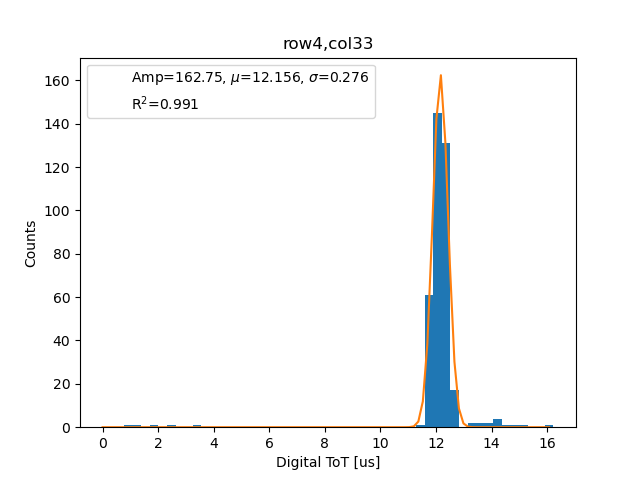 row4,col33
Amp=162.75, μ=12.156, σ=0.276
R²=0.991
160
140
120
100
80
60
40
20
0
Counts
0 2 4 6 8 10 12 14 16
Digital ToT [us]